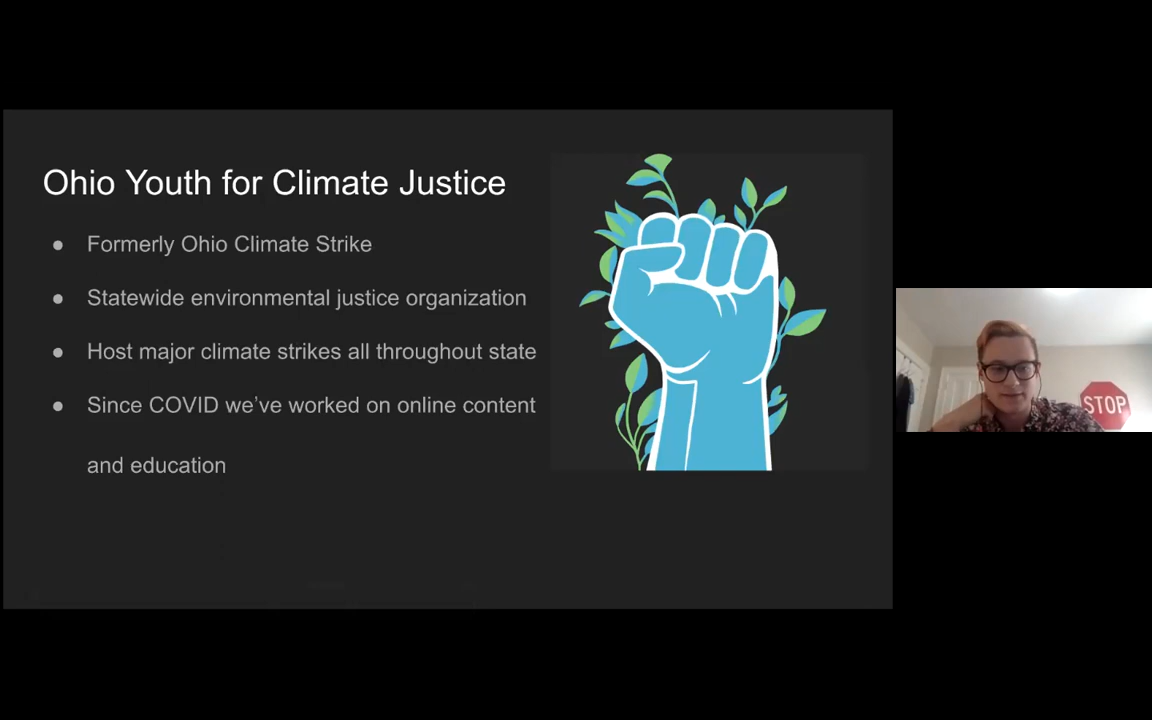 Ohio Youth for Climate Justice
● Formerly Ohio Climate Strike
● Statewide environmental justice organization
● Host major climate strikes all throughout state
● Since COVID we’ve worked on online content
and education
STOP